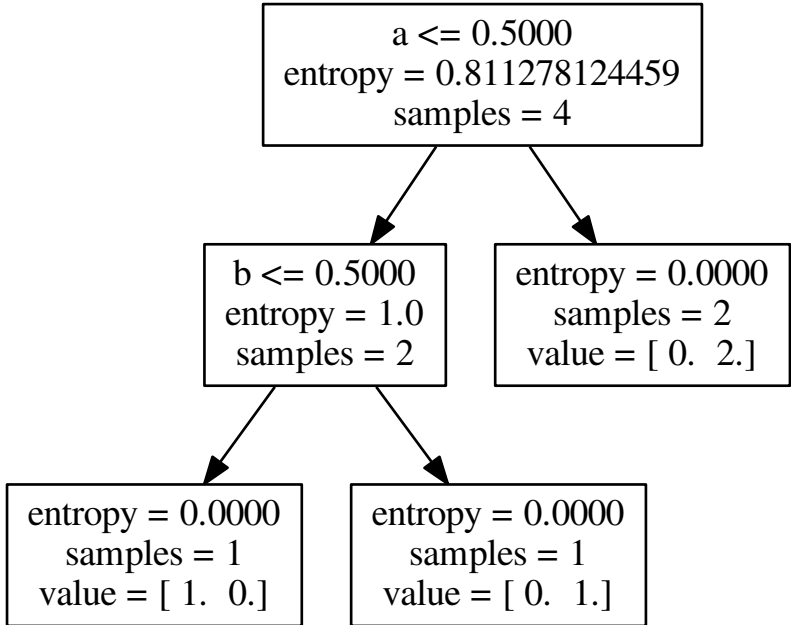 a <= 0.5000
entropy = 0.811278124459
samples = 4
b <= 0.5000
entropy = 1.0
samples = 2
entropy = 0.0000
samples = 2
value = [ 0.  2.]
entropy = 0.0000
samples = 1
value = [ 1.  0.]
entropy = 0.0000
samples = 1
value = [ 0.  1.]